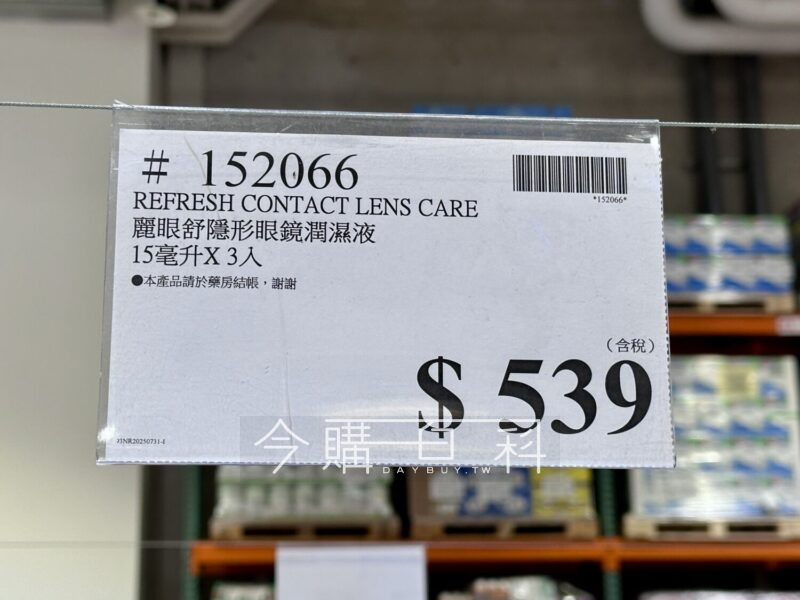 # 152066
*152066*
REFRESH CONTACT LENS CARE
麗眼舒隱形眼鏡潤濕液
15毫升X 3入
●本產品請於藥房結帳，謝謝
（含稅）
$ 539
JINR20250731-1
今購百科
DAYBUY.TW